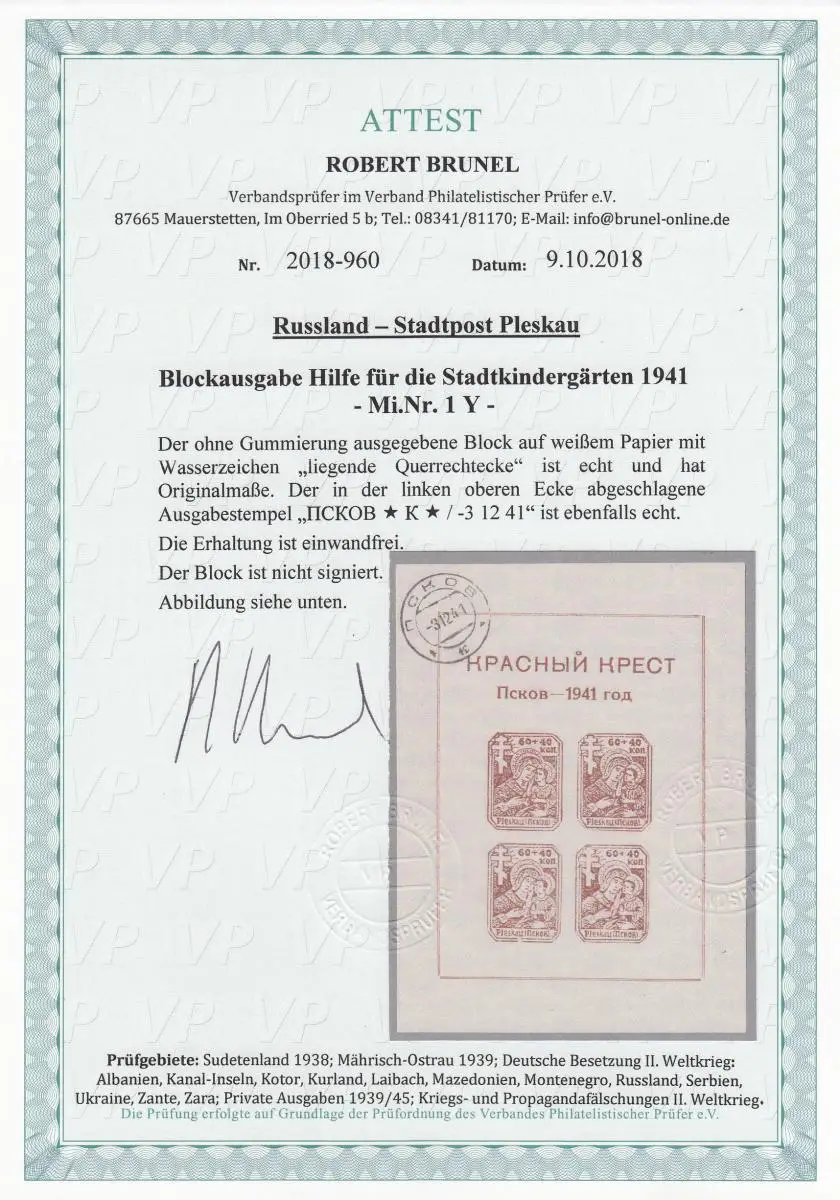 ATTEST
ROBERT BRUNEL
Verbandsprüfer im Verband Philatelistischer Prüfer e.V.
87665 Mauerstetten, Im Oberried 5 b; Tel.: 08341/81170; E-Mail: info@brunel-online.de
Nr. 2018-960 Datum: 9.10.2018
Russland – Stadtpost Pleskau
Blockausgabe Hilfe für die Stadtkindergärten 1941
- Mi.Nr. 1 Y -
Der ohne Gummierung ausgegebene Block auf weißem Papier mit
Wasserzeichen „liegende Querrechtecke“ ist echt und hat
Originalmaße. Der in der linken oberen Ecke abgeschlagene
Ausgabestempel „ПСКОВ ★ К ★ / -3 12 41“ ist ebenfalls echt.
Die Erhaltung ist einwandfrei.
Der Block ist nicht signiert.
Abbildung siehe unten.
ПСКОВ
-31241
★ К
КРАСНЫЙ КРЕСТ
Псков—1941 год
60+40 КОП
60+40 КОП
Pleskau (Псков)
Pleskau (Псков)
60+40 КОП
60+40 КОП
Pleskau (Псков)
Pleskau (Псков)
ROBERT BRUNEL
VERBANDSPRÜFER
ROBERT BRU
VERBANDSPRÜFER
Prüfgebiete: Sudetenland 1938; Mährisch-Ostrau 1939; Deutsche Besetzung II. Weltkrieg:
Albanien, Kanal-Inseln, Kotor, Kurland, Laibach, Mazedonien, Montenegro, Russland, Serbien,
Ukraine, Zante, Zara; Private Ausgaben 1939/45; Kriegs- und Propagandafälschungen II. Weltkrieg.
Die Prüfung erfolgte auf Grundlage der Prüfordnung des Verbandes Philatelistischer Prüfer e.V.